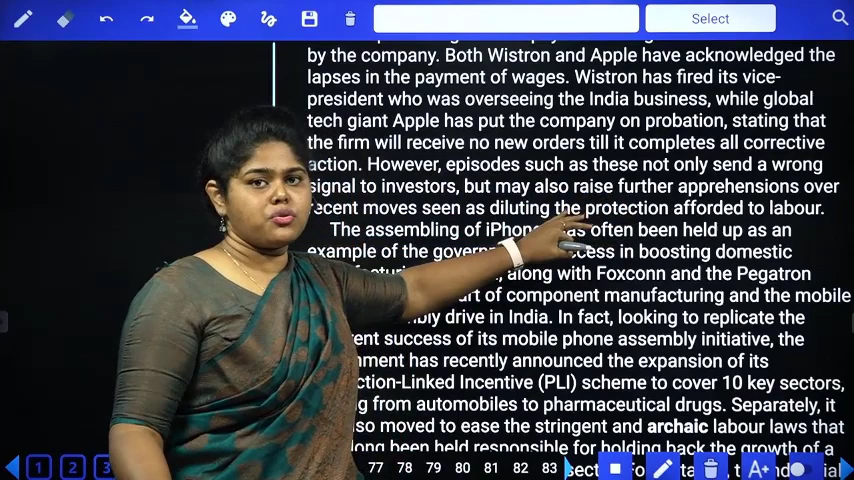 Select
by the company. Both Wistron and Apple have acknowledged the
lapses in the payment of wages. Wistron has fired its vice-
president who was overseeing the India business, while global
tech giant Apple has put the company on probation, stating that
the firm will receive no new orders till it completes all corrective
action. However, episodes such as these not only send a wrong
signal to investors, but may also raise further apprehensions over
recent moves seen as diluting the protection afforded to labour.
The assembling of has often been held up as an
example of the in boosting domestic
along with Foxconn and the Pegatron
of component manufacturing and the mobile
drive in India. In fact, looking to replicate the
success of its mobile phone assembly initiative, the
has recently announced the expansion of its
Incentive (PLI) scheme to cover 10 key sectors,
from automobiles to pharmaceutical drugs. Separately, it
moved to ease the stringent and archaic labour laws that
been held responsible for holding back the growth of a
1 2 3 77 78 79 80 81 82 83 A+